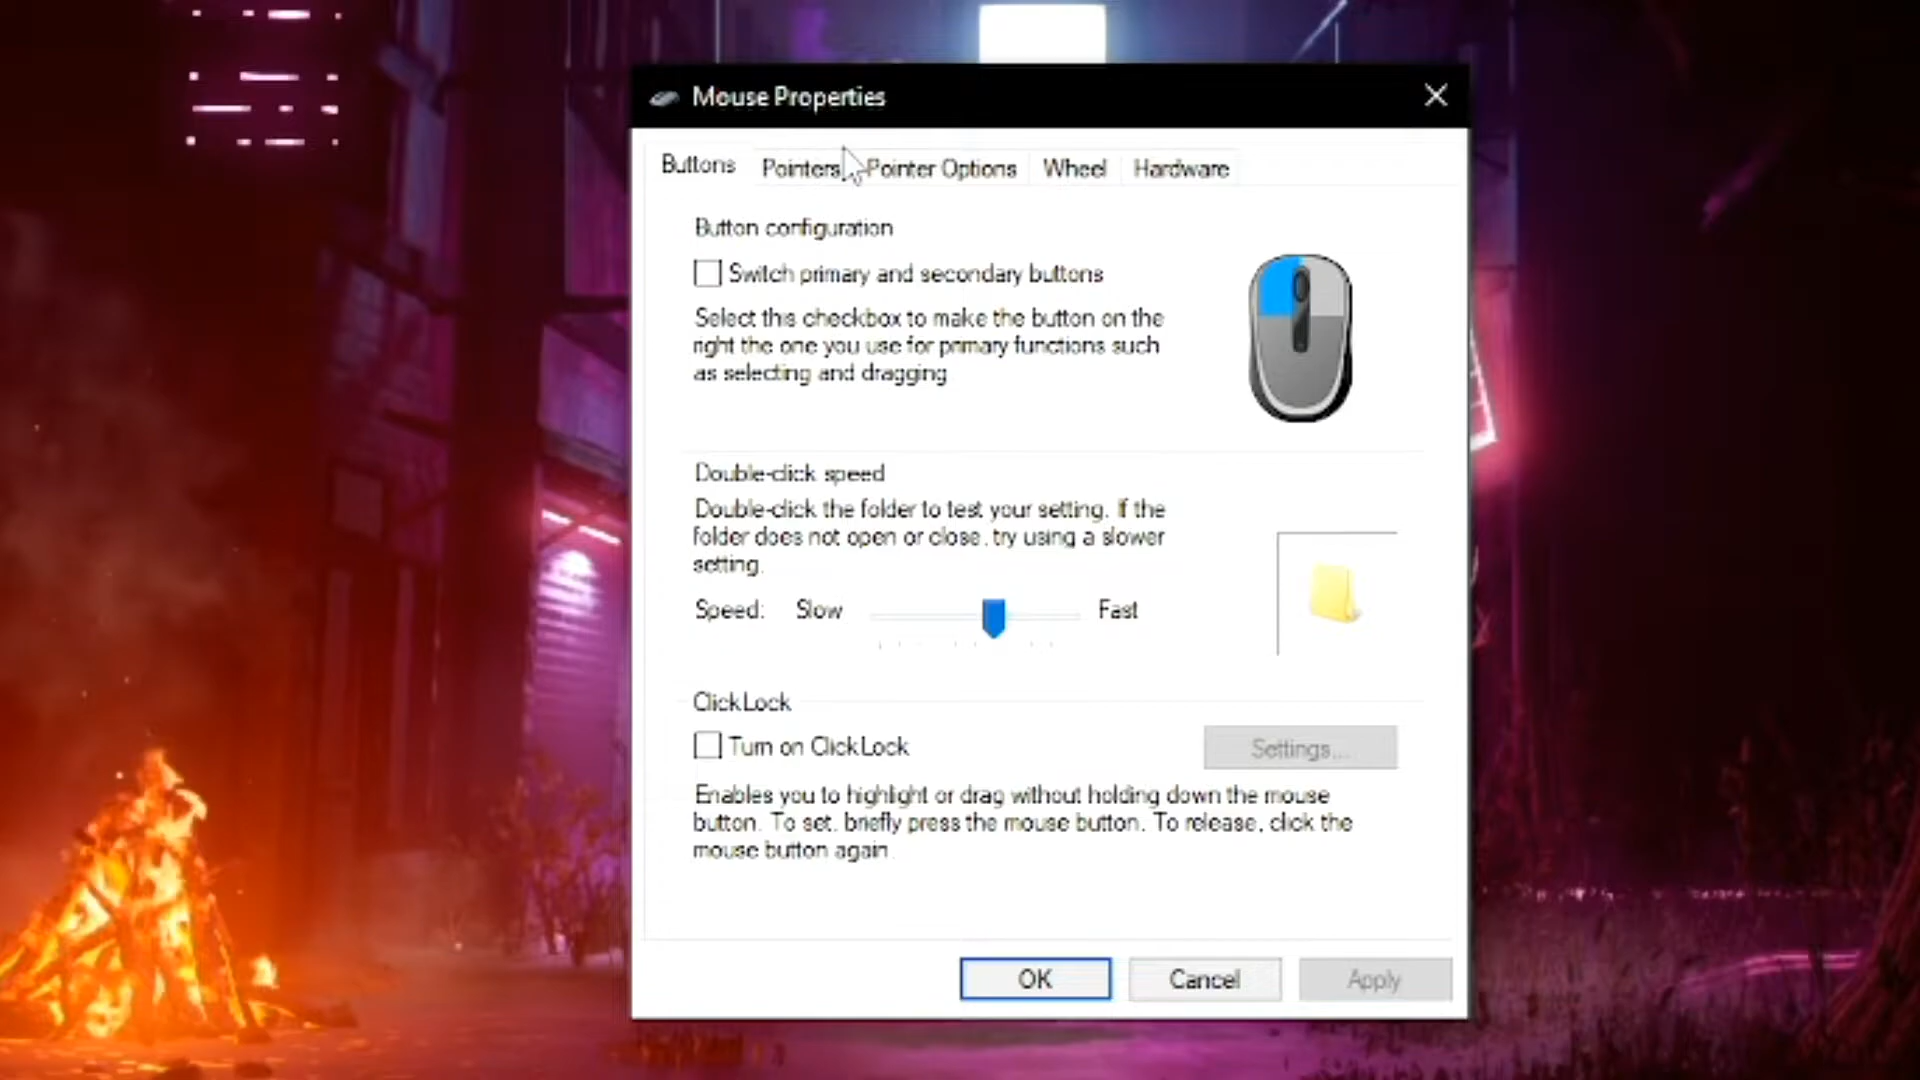 Mouse Properties
Buttons Pointers Pointer Options Wheel Hardware
Button configuration
Switch primary and secondary buttons
Select this checkbox to make the button on the
right the one you use for primary functions such
as selecting and dragging.
Double-click speed
Double-click the folder to test your setting. If the
folder does not open or close, try using a slower
setting.
Speed: Slow Fast
ClickLock
Turn on ClickLock
Settings...
Enables you to highlight or drag without holding down the mouse
button. To set, briefly press the mouse button. To release, click the
mouse button again.
OK Cancel Apply